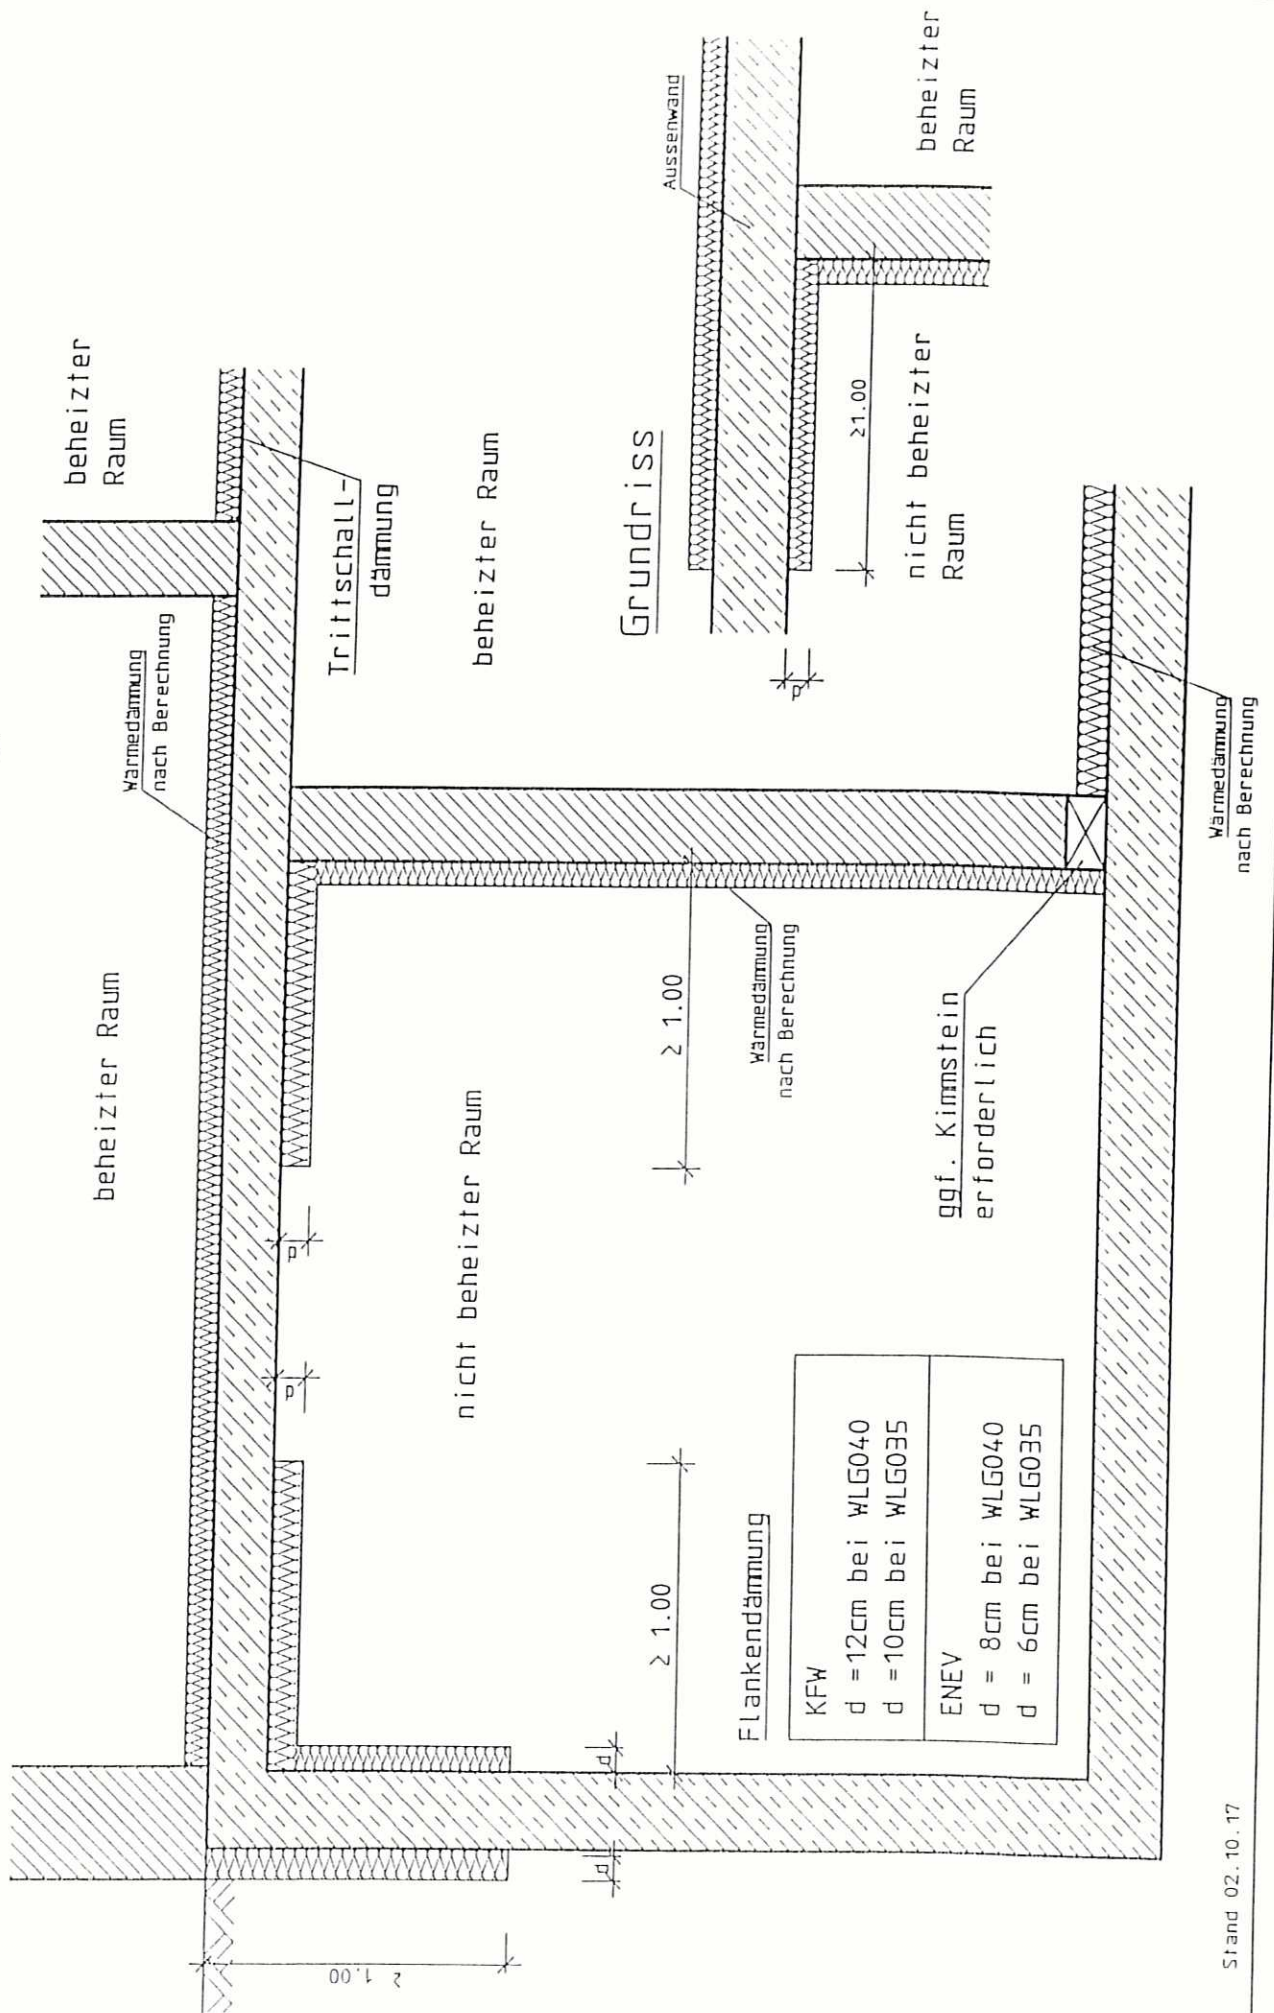 beheizter Raum
beheizter
Raum
Wärmedämmung
nach Berechnung
Trittschall-
dämmung
beheizter Raum
nicht beheizter Raum
d
d
≥ 1.00
≥ 1.00
≥ 1.00
d
d
Wärmedämmung
nach Berechnung
ggf. Kimmstein
erforderlich
Flankendämmung
KFW
d =12cm bei WLG040
d =10cm bei WLG035
ENEV
d = 8cm bei WLG040
d = 6cm bei WLG035
Grundriss
Aussenwand
beheizter
Raum
≥1.00
nicht beheizter
Raum
d
Wärmedämmung
nach Berechnung
Stand 02.10.17